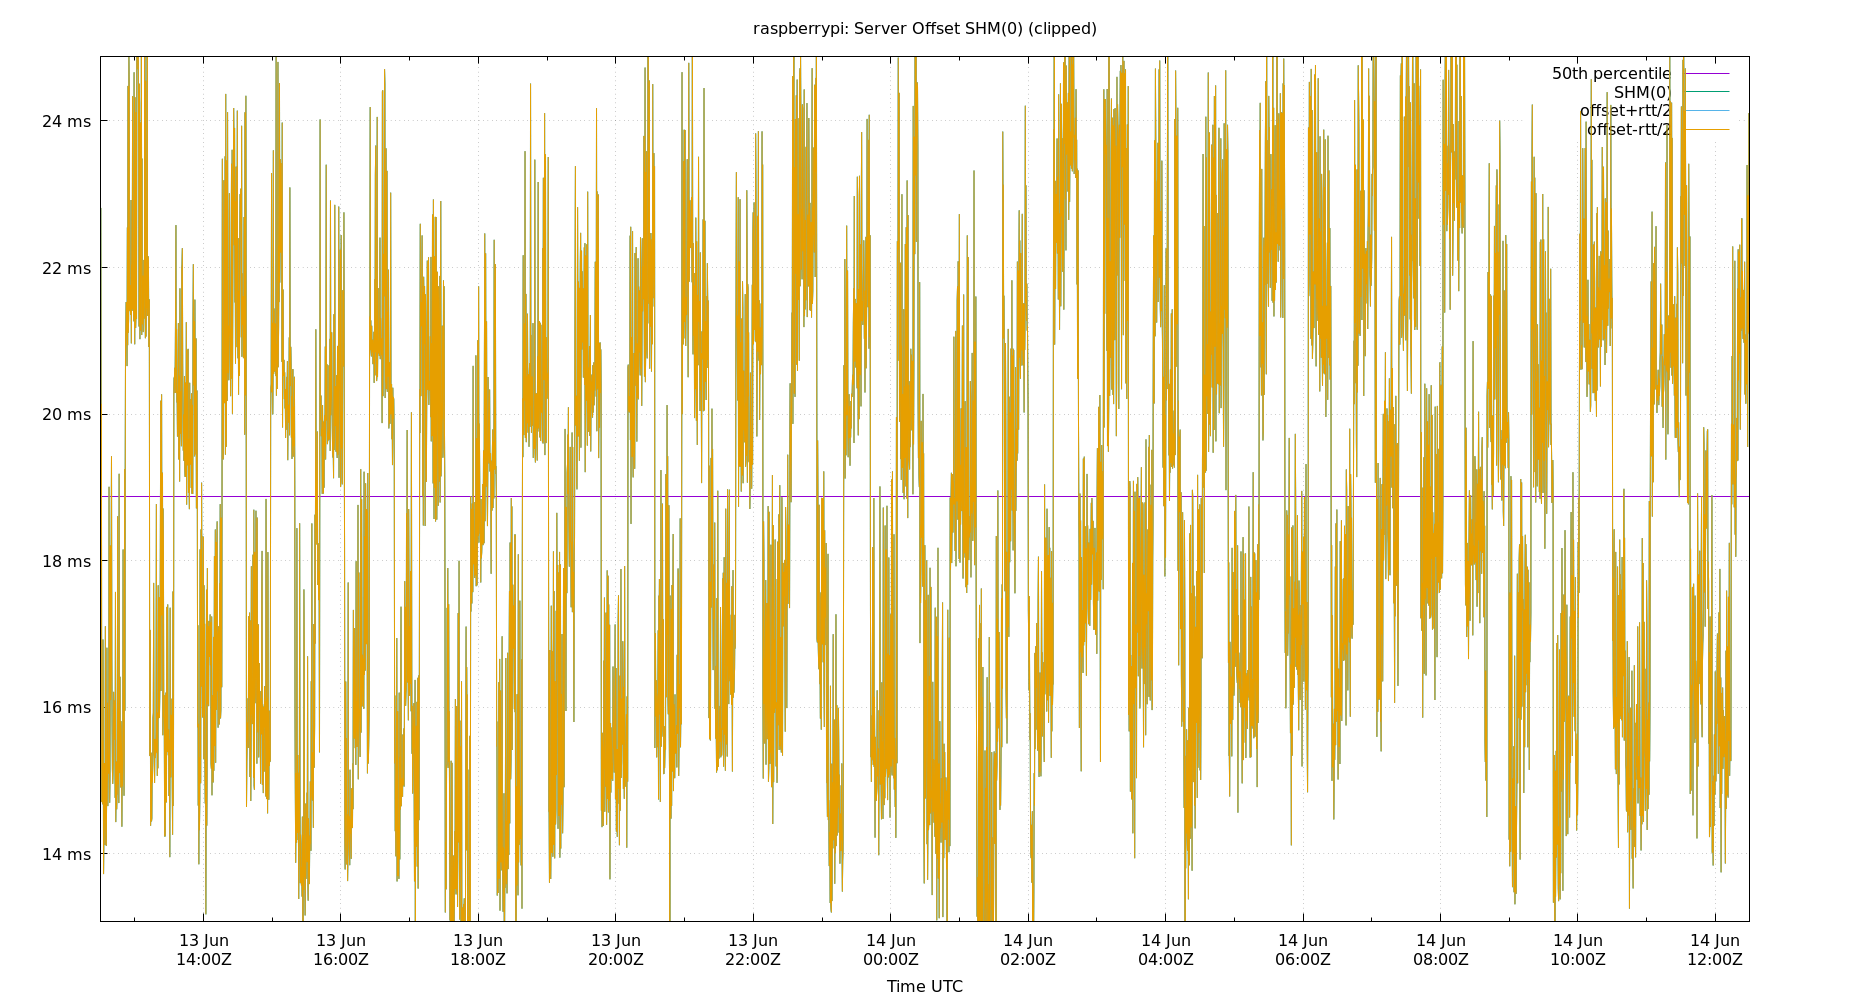 raspberrypi: Server Offset SHM(0) (clipped)
50th percentile
SHM(0)
offset+rtt/2
offset-rtt/2
24 ms
22 ms
20 ms
18 ms
16 ms
14 ms
13 Jun 13 Jun 13 Jun 13 Jun 13 Jun 14 Jun 14 Jun 14 Jun 14 Jun 14 Jun 14 Jun 14 Jun
14:00Z 16:00Z 18:00Z 20:00Z 22:00Z 00:00Z 02:00Z 04:00Z 06:00Z 08:00Z 10:00Z 12:00Z
Time UTC